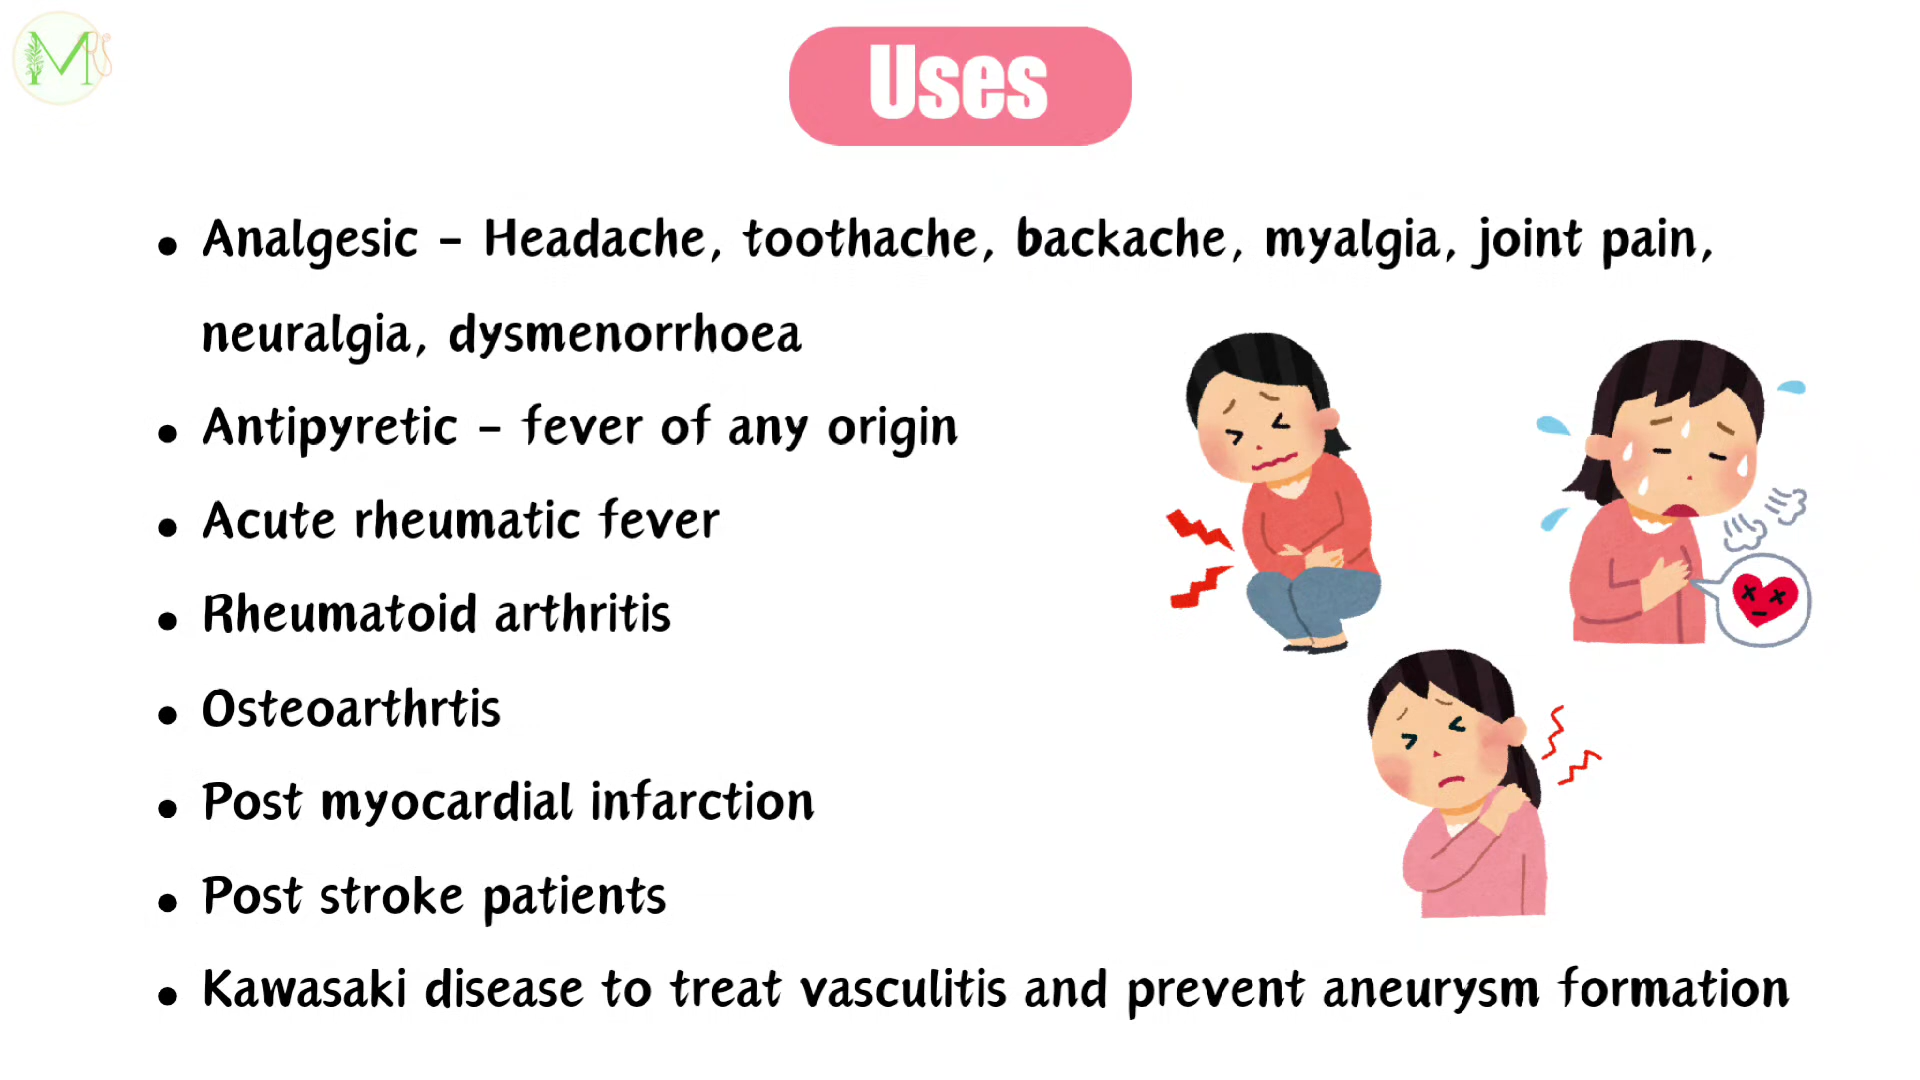 MRS
Uses
• Analgesic - Headache, toothache, backache, myalgia, joint pain,
neuralgia, dysmenorrhoea
• Antipyretic - fever of any origin
• Acute rheumatic fever
• Rheumatoid arthritis
• Osteoarthrtis
• Post myocardial infarction
• Post stroke patients
• Kawasaki disease to treat vasculitis and prevent aneurysm formation